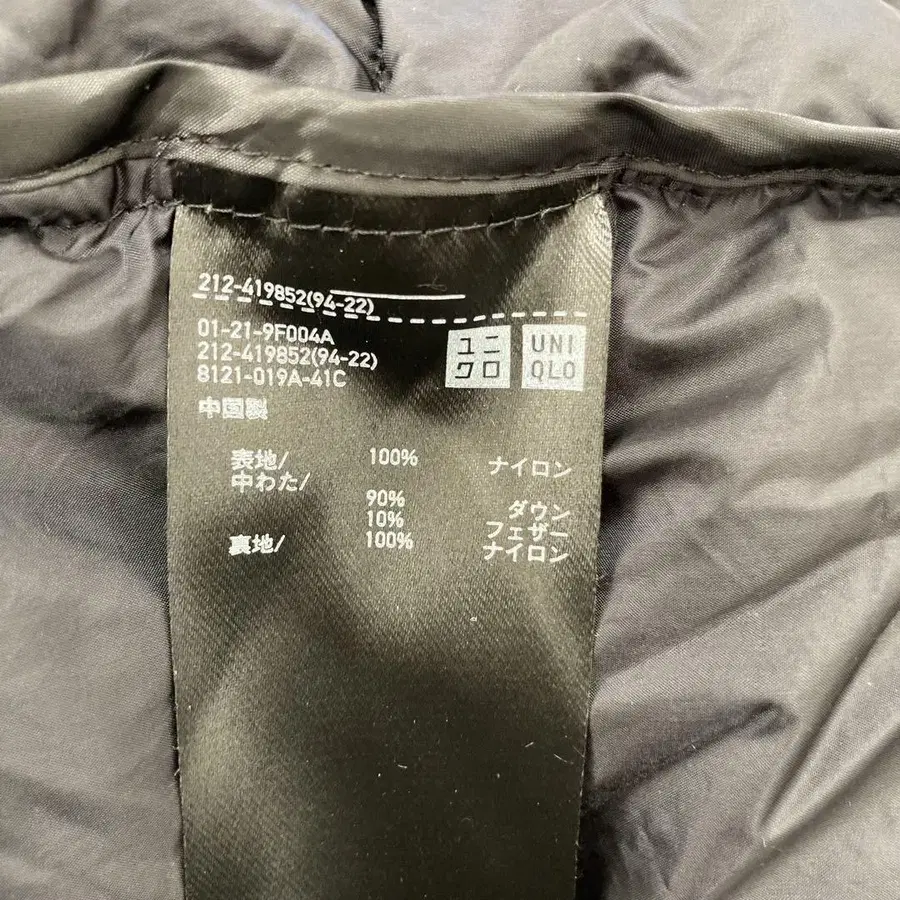 212-419852(94-22)
01-21-9F004A
212-419852(94-22)
8121-019A-41C
中国製
ユニ
クロ
UNI
QLO
表地/ 100% ナイロン
中わた/
90% ダウン
10% フェザー
裏地/ 100% ナイロン